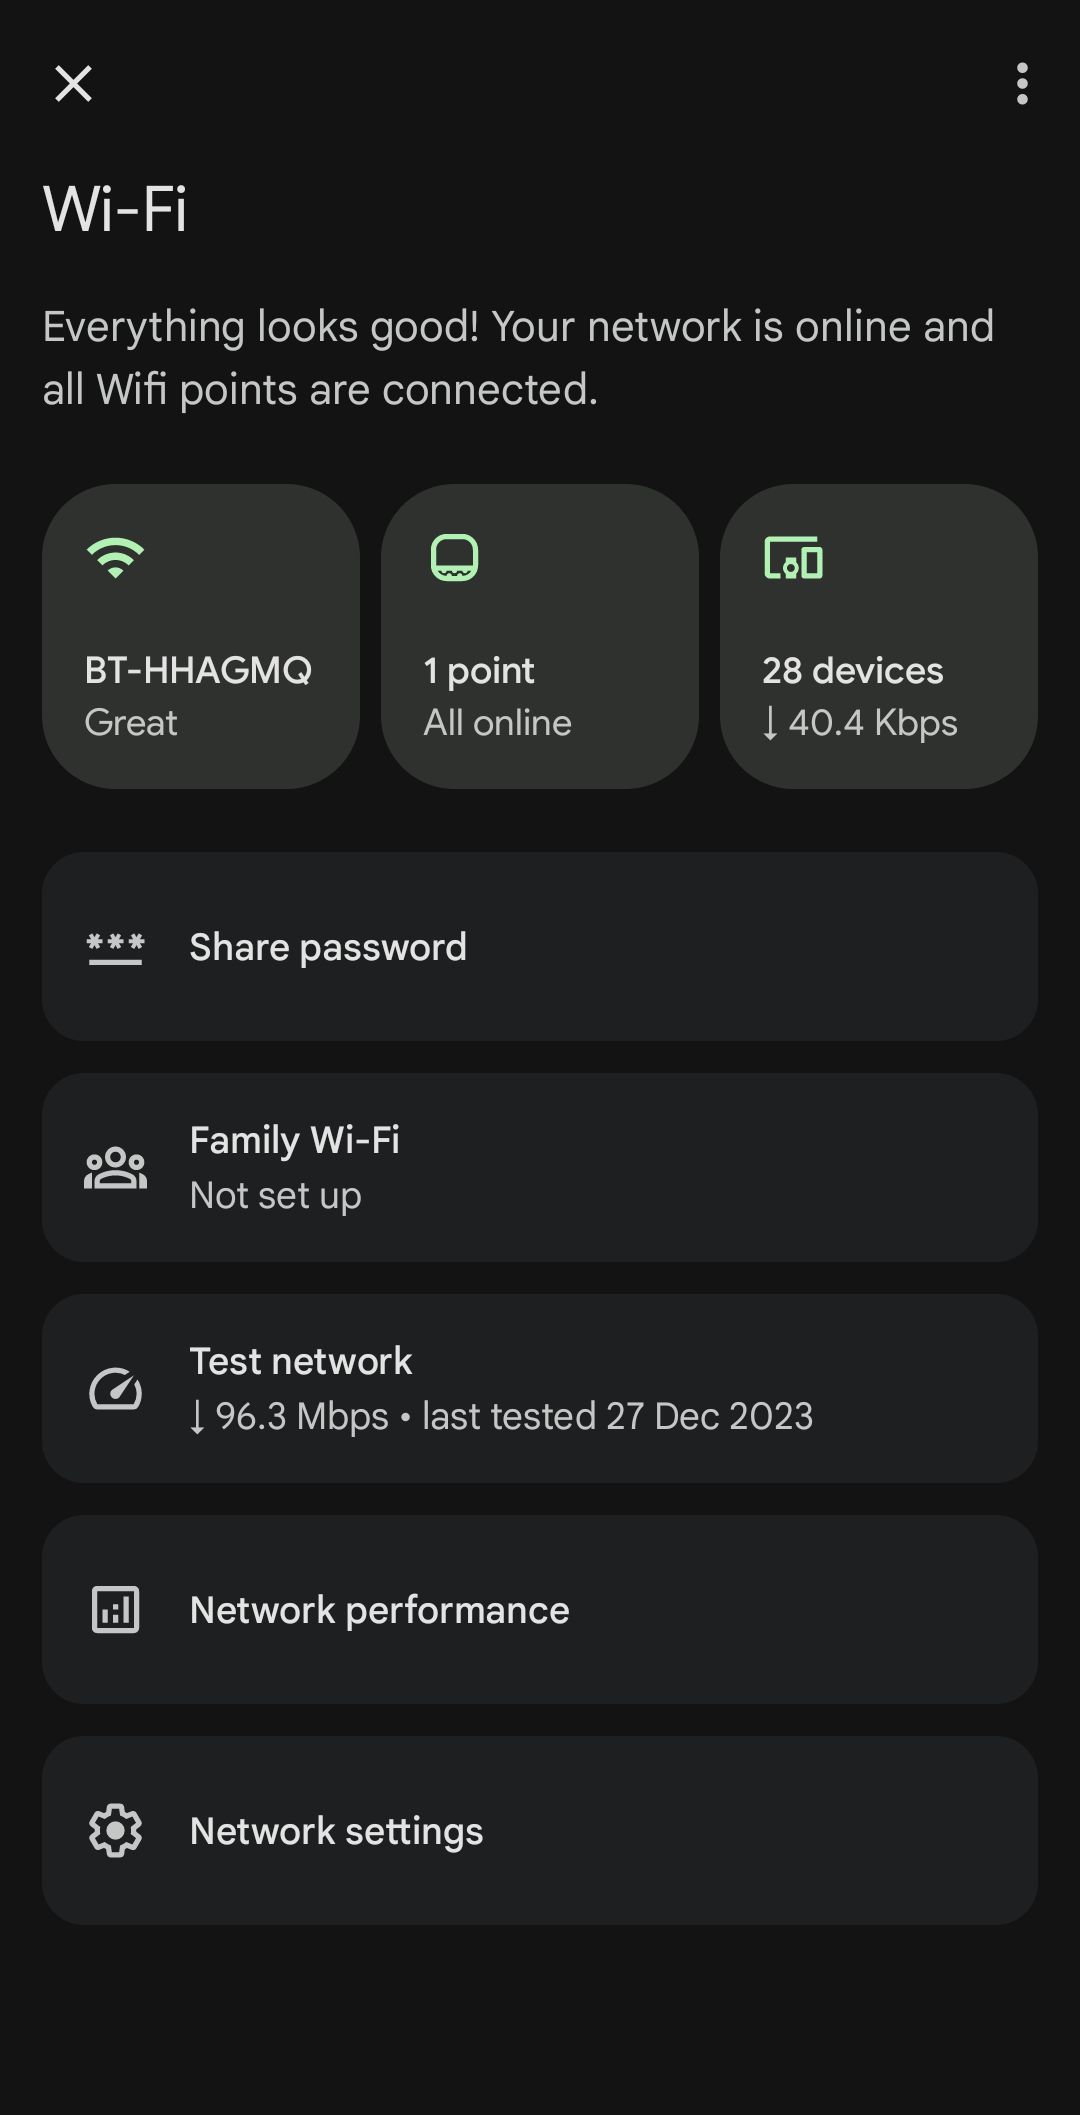 Wi-Fi
Everything looks good! Your network is online and
all Wifi points are connected.
BT-HHAGMQ
Great
1 point
All online
28 devices
↓ 40.4 Kbps
Share password
Family Wi-Fi
Not set up
Test network
↓ 96.3 Mbps • last tested 27 Dec 2023
Network performance
Network settings